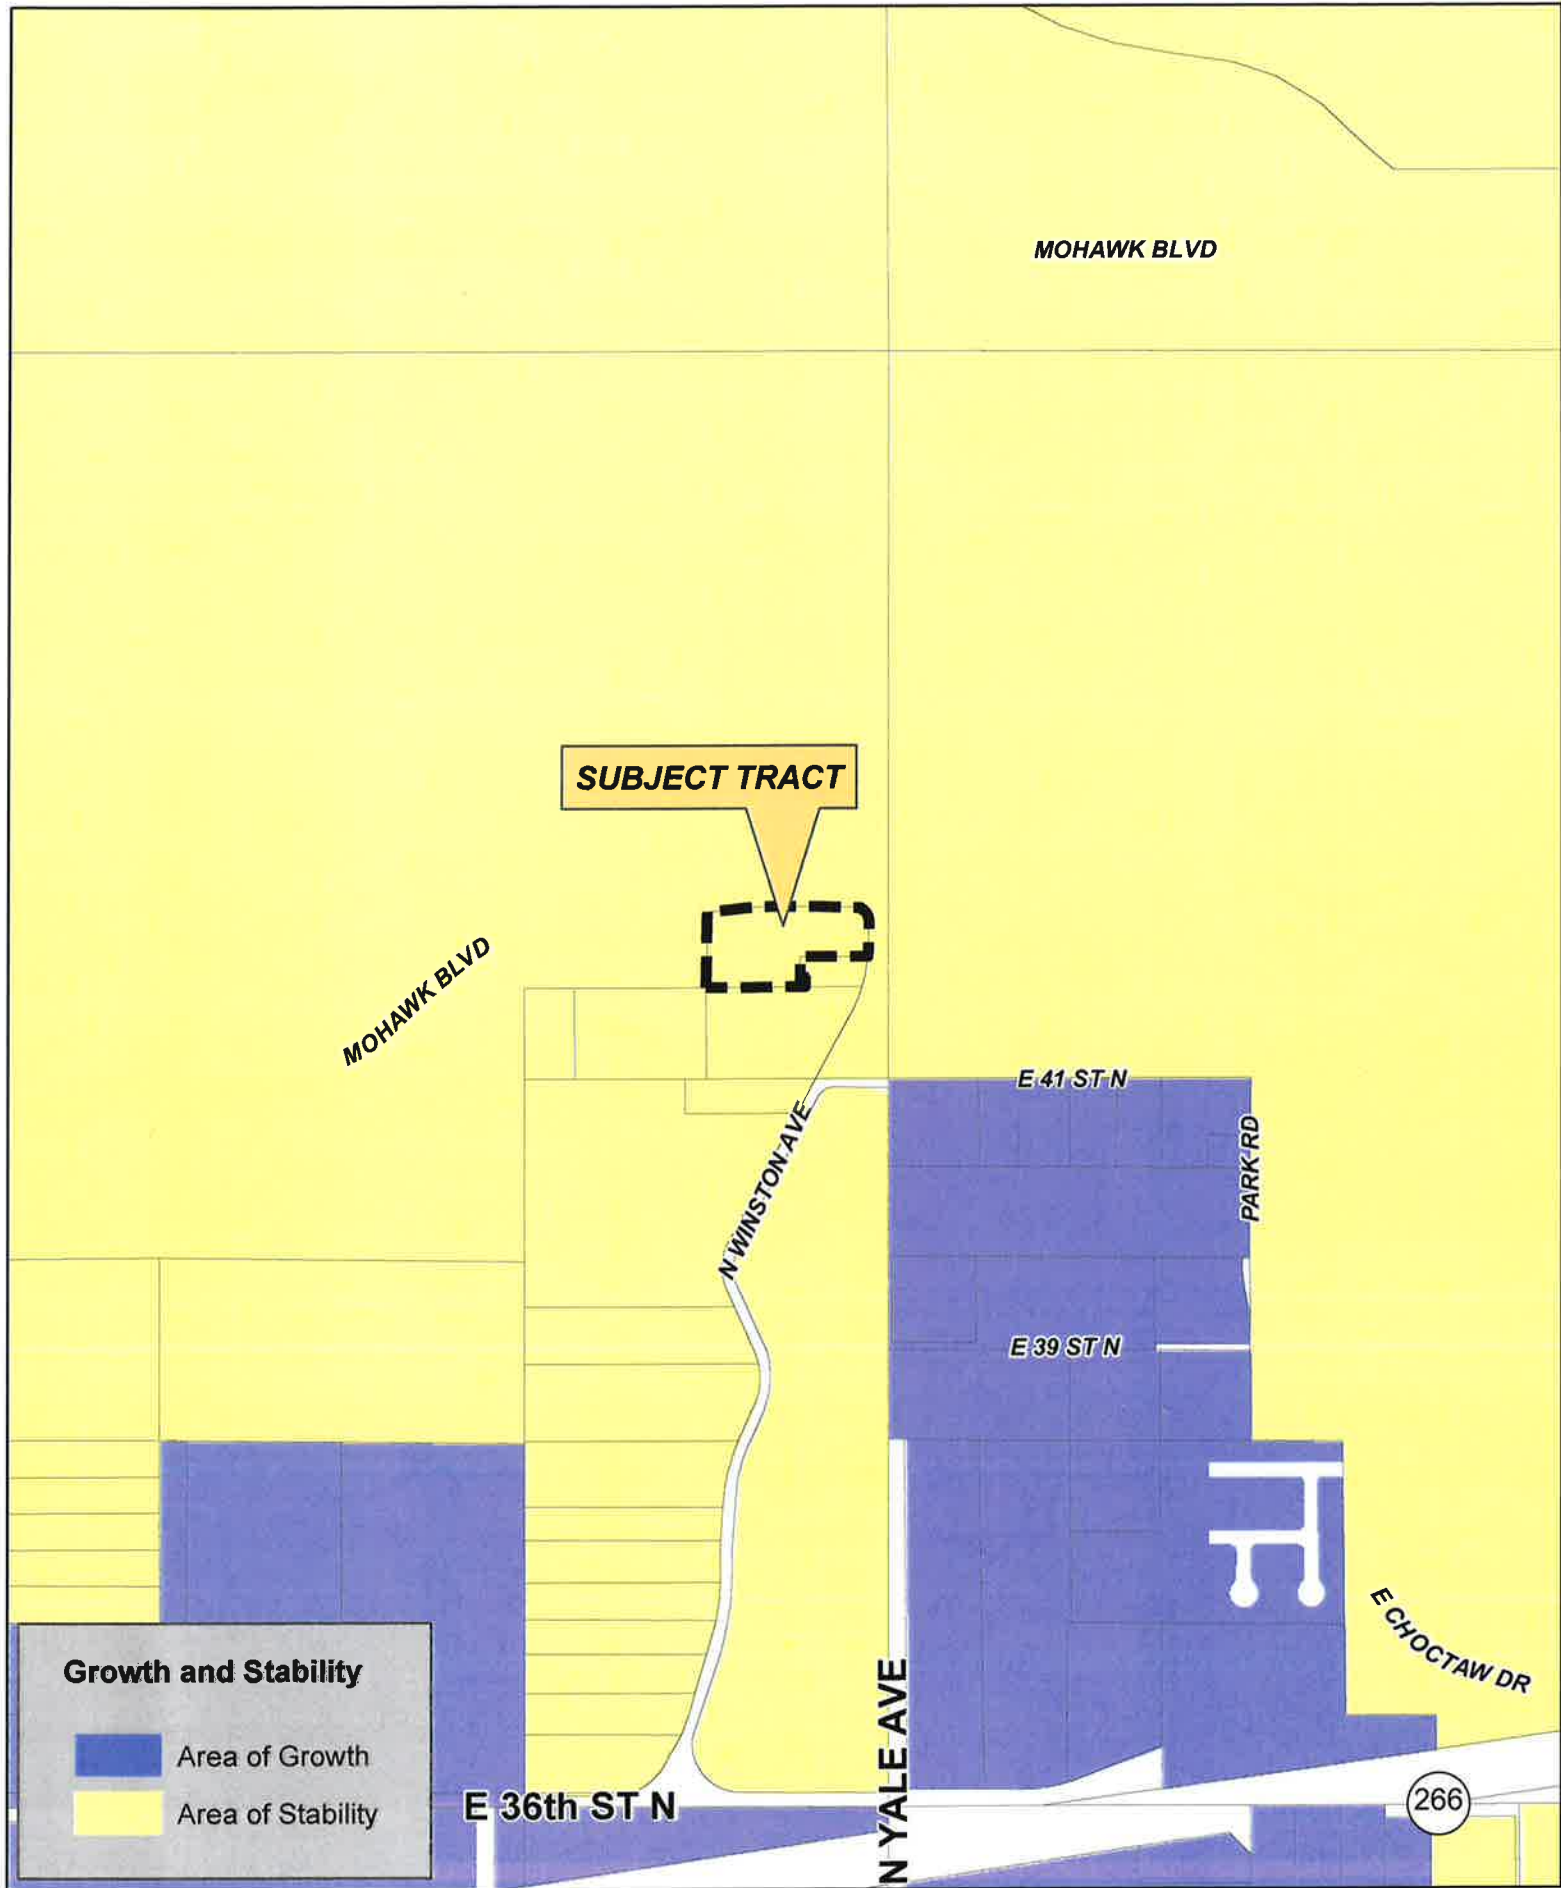 MOHAWK BLVD
SUBJECT TRACT
MOHAWK BLVD
E 41 ST N
PARK RD
N WINSTON AVE
E 39 ST N
E CHOCTAW DR
Growth and Stability
Area of Growth
Area of Stability
E 36th ST N
N YALE AVE
266